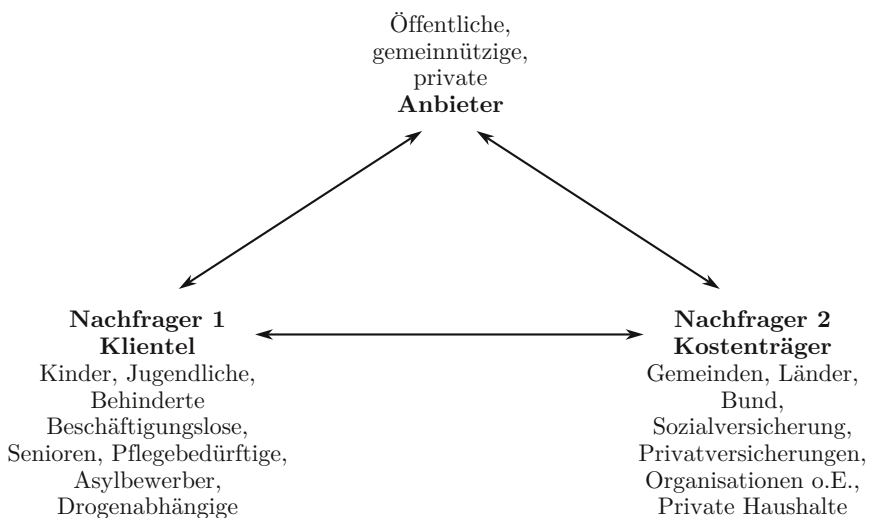 Öffentliche,
gemeinnützige,
private
Anbieter
Nachfrager 1
Klientel
Kinder, Jugendliche,
Behinderte
Beschäftigungslose,
Senioren, Pflegebedürftige,
Asylbewerber,
Drogenabhängige
Nachfrager 2
Kostenträger
Gemeinden, Länder,
Bund,
Sozialversicherung,
Privatversicherungen,
Organisationen o.E.,
Private Haushalte